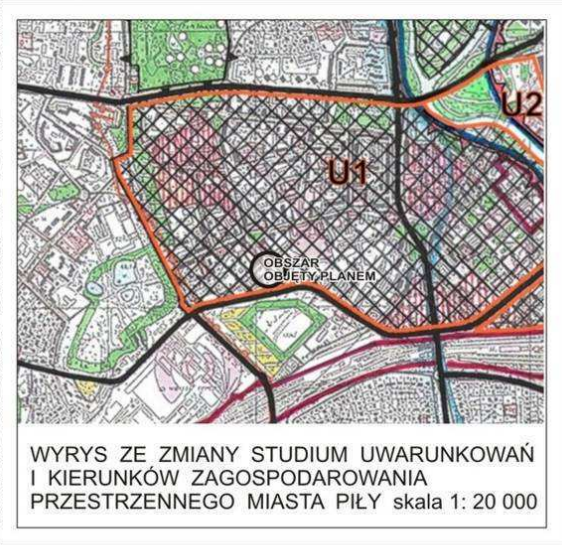 U2
U1
OBSZAR
OBJĘTY PLANEM
WYRYS ZE ZMIANY STUDIUM UWARUNKOWAŃ
I KIERUNKÓW ZAGOSPODAROWANIA
PRZESTRZENNEGO MIASTA PIŁY skala 1: 20 000